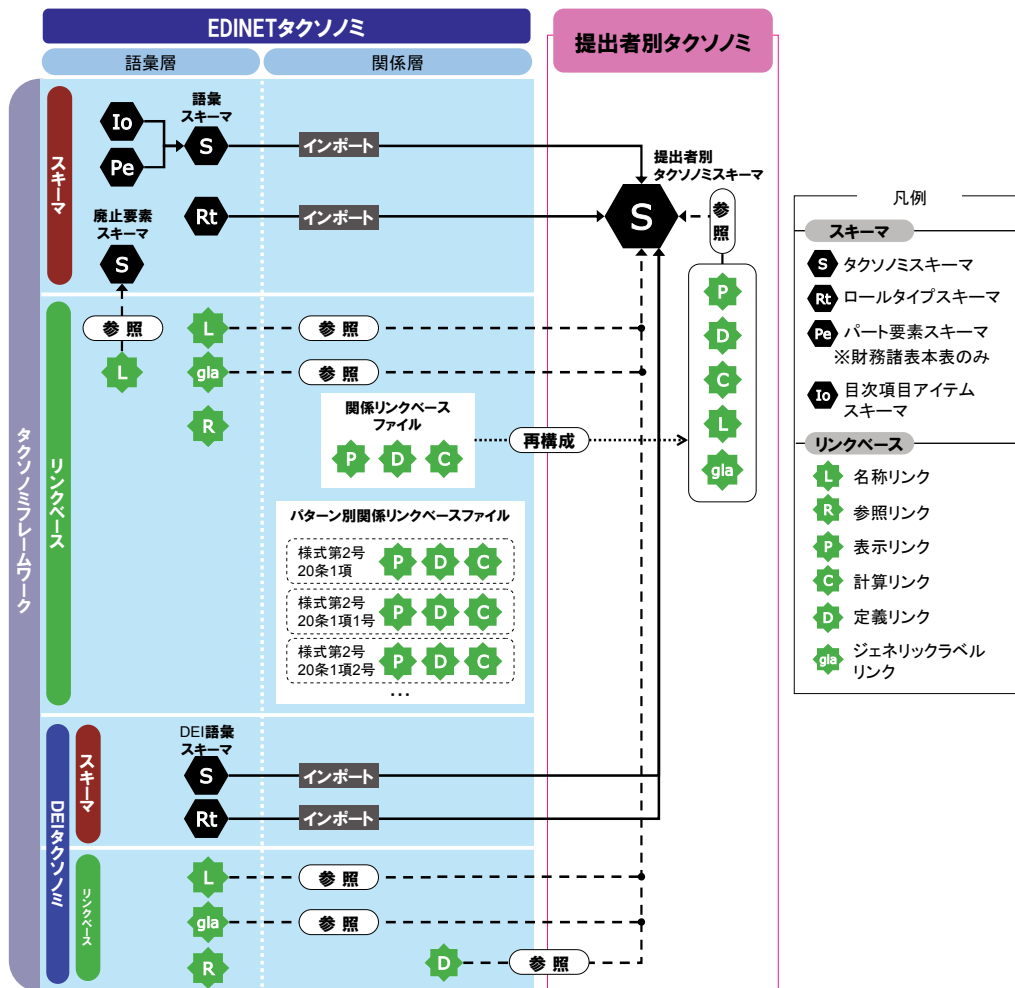 EDINETタクソノミ
提出者別タクソノミ
語彙層
関係層
タクソノミフレームワーク
スキーマ
Io
Pe
語彙
スキーマ
S
インポート
Rt
インポート
廃止要素
スキーマ
S
提出者別
タクソノミスキーマ
S
参照
P
D
C
L
gla
リンクベース
参照
L
L
参照
gla
参照
R
関係リンクベース
ファイル
P D C
再構成
パターン別関係リンクベースファイル
様式第2号
20条1項
P D C
様式第2号
20条1項1号
P D C
様式第2号
20条1項2号
P D C
...
DEIタクソノミ
スキーマ
DEI語彙
スキーマ
S
インポート
Rt
インポート
リンクベース
L
参照
gla
参照
R
D
参照
凡例
スキーマ
S タクソノミスキーマ
Rt ロールタイプスキーマ
Pe パート要素スキーマ
※財務諸表本表のみ
Io 目次項目アイテム
スキーマ
リンクベース
L 名称リンク
R 参照リンク
P 表示リンク
C 計算リンク
D 定義リンク
gla ジェネリックラベル
リンク